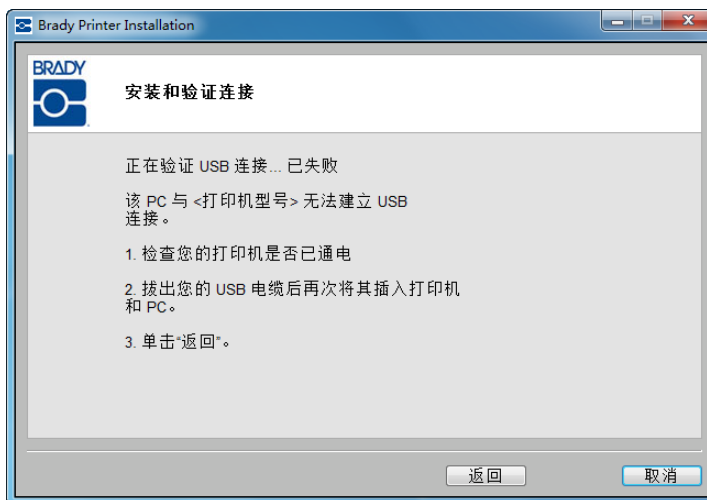 Brady Printer Installation
BRADY
安装和验证连接
正在验证 USB 连接... 已失败
该 PC 与 <打印机型号> 无法建立 USB
连接。
1. 检查您的打印机是否已通电
2. 拔出您的 USB 电缆后再次将其插入打印机
和 PC。
3. 单击“返回”。
返回
取消